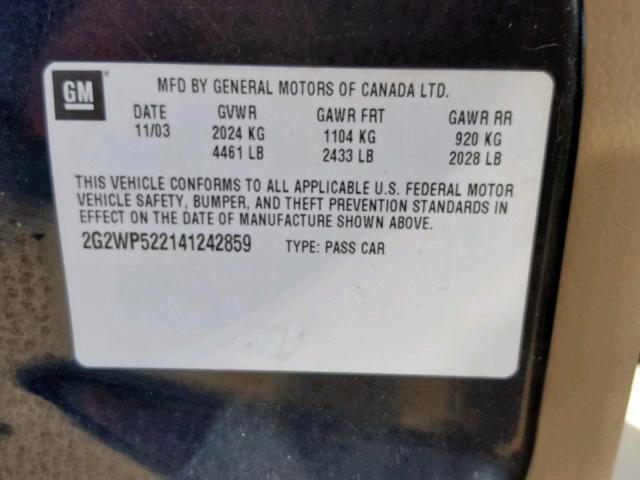 GM
MFD BY GENERAL MOTORS OF CANADA LTD.
DATE GVWR GAWR FRT GAWR RR
11/03 2024 KG 1104 KG 920 KG
4461 LB 2433 LB 2028 LB
THIS VEHICLE CONFORMS TO ALL APPLICABLE U.S. FEDERAL MOTOR
VEHICLE SAFETY, BUMPER, AND THEFT PREVENTION STANDARDS IN
EFFECT ON THE DATE OF MANUFACTURE SHOWN ABOVE.
2G2WP522141242859 TYPE: PASS CAR